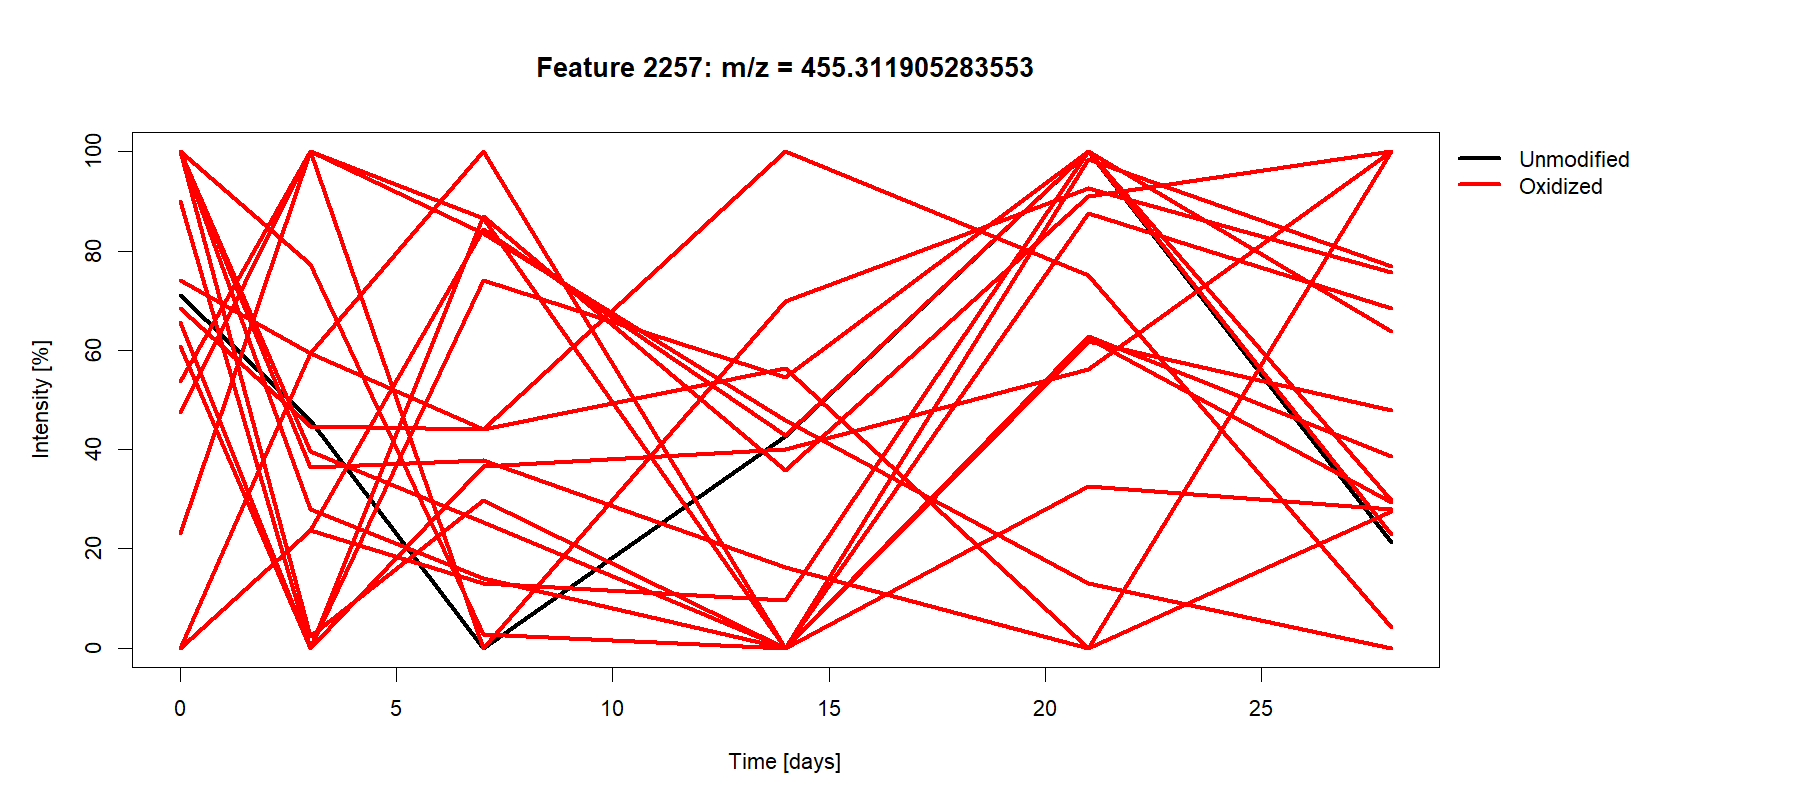 Feature 2257: m/z = 455.311905283553
Unmodified
Oxidized
Intensity [%]
100
80
60
40
20
0
0 5 10 15 20 25
Time [days]